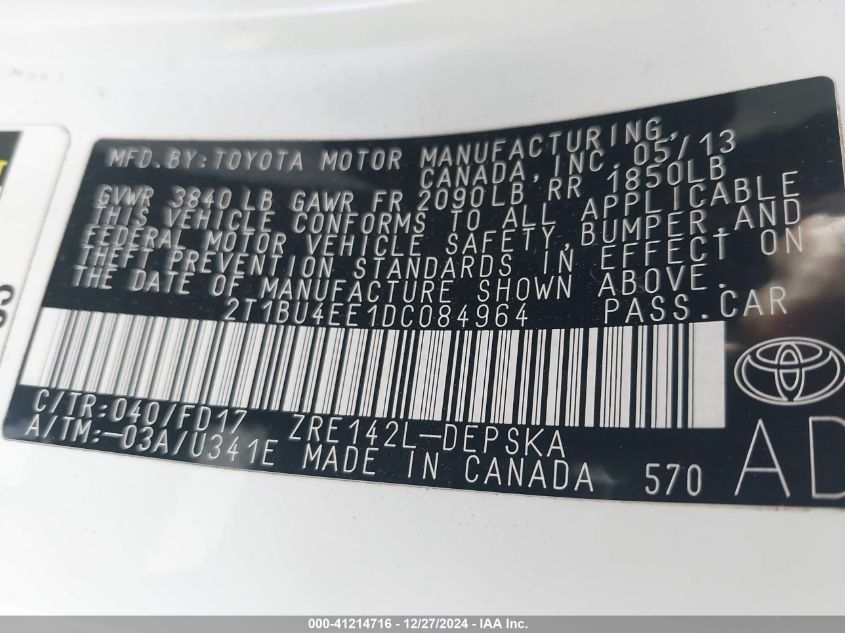 MFD.BY:TOYOTA MOTOR MANUFACTURING,
CANADA,INC. 05/13
GVWR 3840LB GAWR FR 2090LB RR 1850LB
THIS VEHICLE CONFORMS TO ALL APPLICABLE
FEDERAL MOTOR VEHICLE SAFETY,BUMPER,AND
THEFT PREVENTION STANDARDS IN EFFECT ON
THE DATE OF MANUFACTURE SHOWN ABOVE.
2T1BU4EE1DC084964 PASS.CAR
C/TR:040/FD17 ZRE142L-DEPSKA
A/TM:-03A/U341E MADE IN CANADA 570
AD
000-41214716 - 12/27/2024 - IAA Inc.